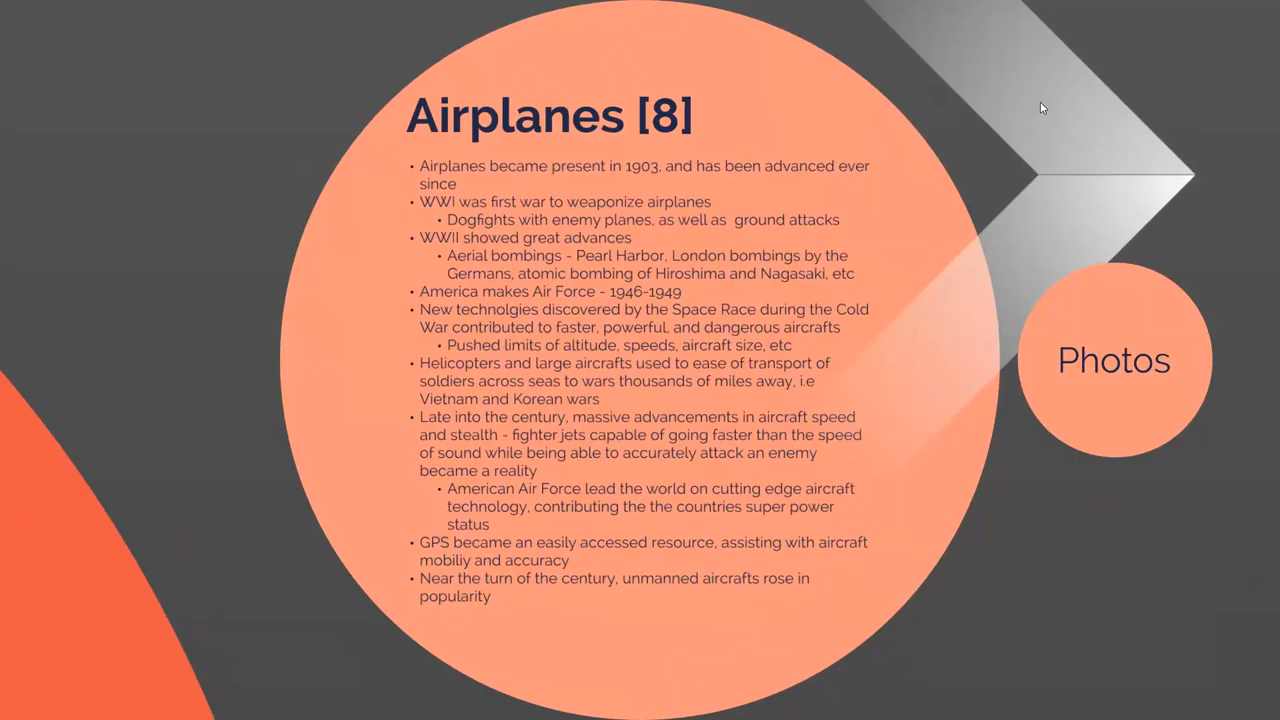 Airplanes [8]
• Airplanes became present in 1903, and has been advanced ever
since
• WWI was first war to weaponize airplanes
• Dogfights with enemy planes, as well as  ground attacks
• WWII showed great advances
• Aerial bombings - Pearl Harbor, London bombings by the
Germans, atomic bombing of Hiroshima and Nagasaki, etc
• America makes Air Force - 1946-1949
• New technolgies discovered by the Space Race during the Cold
War contributed to faster, powerful, and dangerous aircrafts
• Pushed limits of altitude, speeds, aircraft size, etc
• Helicopters and large aircrafts used to ease of transport of
soldiers across seas to wars thousands of miles away, i.e
Vietnam and Korean wars
• Late into the century, massive advancements in aircraft speed
and stealth - fighter jets capable of going faster than the speed
of sound while being able to accurately attack an enemy
became a reality
• American Air Force lead the world on cutting edge aircraft
technology, contributing the the countries super power
status
• GPS became an easily accessed resource, assisting with aircraft
mobiliy and accuracy
• Near the turn of the century, unmanned aircrafts rose in
popularity
Photos